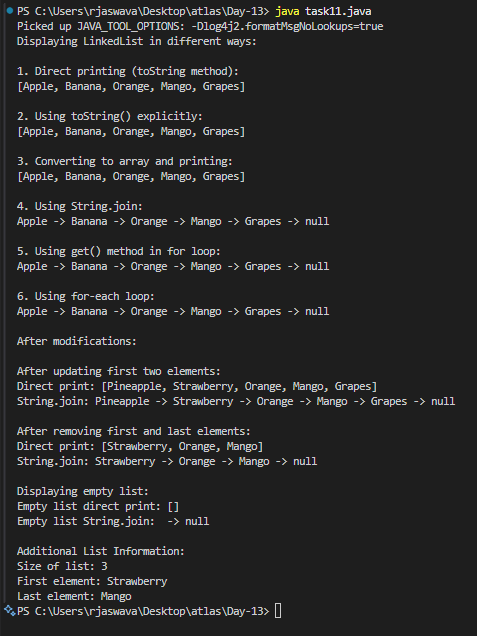 PS C:\Users\rjaswava\Desktop\atlas\Day-13> java task11.java
Picked up JAVA_TOOL_OPTIONS: -Dlog4j2.formatMsgNoLookups=true
Displaying LinkedList in different ways:
1. Direct printing (toString method):
[Apple, Banana, Orange, Mango, Grapes]
2. Using toString() explicitly:
[Apple, Banana, Orange, Mango, Grapes]
3. Converting to array and printing:
[Apple, Banana, Orange, Mango, Grapes]
4. Using String.join:
Apple -> Banana -> Orange -> Mango -> Grapes -> null
5. Using get() method in for loop:
Apple -> Banana -> Orange -> Mango -> Grapes -> null
6. Using for-each loop:
Apple -> Banana -> Orange -> Mango -> Grapes -> null
After modifications:
After updating first two elements:
Direct print: [Pineapple, Strawberry, Orange, Mango, Grapes]
String.join: Pineapple -> Strawberry -> Orange -> Mango -> Grapes -> null
After removing first and last elements:
Direct print: [Strawberry, Orange, Mango]
String.join: Strawberry -> Orange -> Mango -> null
Displaying empty list:
Empty list direct print: []
Empty list String.join:  -> null
Additional List Information:
Size of list: 3
First element: Strawberry
Last element: Mango
PS C:\Users\rjaswava\Desktop\atlas\Day-13>